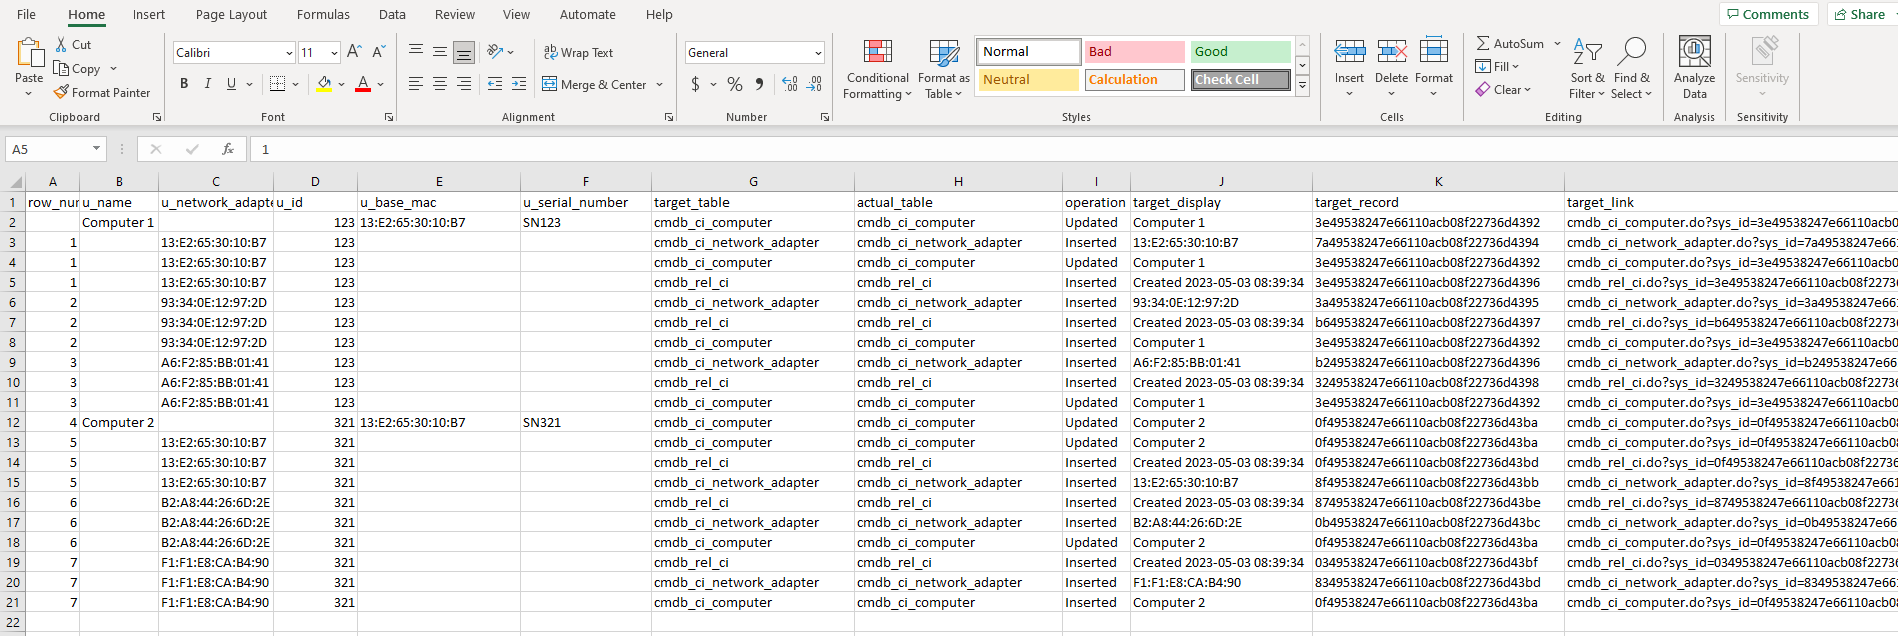 File Home Insert Page Layout Formulas Data Review View Automate Help Comments Share
Paste Cut Copy Format Painter
Clipboard
Calibri 11
B I U A
Font
Wrap Text
Merge & Center
Alignment
General
$ % 9
Number
Conditional Formatting Format as Table
Normal Bad Good
Neutral Calculation Check Cell
Styles
Insert Delete Format
Cells
AutoSum
Fill
Clear
Sort & Filter Find & Select
Editing
Analyze Data
Analysis
Sensitivity
Sensitivity
A5 fx 1
A B C D E F G H I J K
1 row_nur u_name u_network_adapte u_id u_base_mac u_serial_number target_table actual_table operation target_display target_record target_link
2 Computer 1 123 13:E2:65:30:10:B7 SN123 cmdb_ci_computer cmdb_ci_computer Updated Computer 1 3e49538247e66110acb08f22736d4392 cmdb_ci_computer.do?sys_id=3e49538247e66110acb0
3 1 13:E2:65:30:10:B7 123 cmdb_ci_network_adapter cmdb_ci_network_adapter Inserted 13:E2:65:30:10:B7 7a49538247e66110acb08f22736d4394 cmdb_ci_network_adapter.do?sys_id=7a49538247e661
4 1 13:E2:65:30:10:B7 123 cmdb_ci_computer cmdb_ci_computer Updated Computer 1 3e49538247e66110acb08f22736d4392 cmdb_ci_computer.do?sys_id=3e49538247e66110acb0
5 1 13:E2:65:30:10:B7 123 cmdb_rel_ci cmdb_rel_ci Inserted Created 2023-05-03 08:39:34 3e49538247e66110acb08f22736d4396 cmdb_rel_ci.do?sys_id=3e49538247e66110acb08f22736
6 2 93:34:0E:12:97:2D 123 cmdb_ci_network_adapter cmdb_ci_network_adapter Inserted 93:34:0E:12:97:2D 3a49538247e66110acb08f22736d4395 cmdb_ci_network_adapter.do?sys_id=3a49538247e661
7 2 93:34:0E:12:97:2D 123 cmdb_rel_ci cmdb_rel_ci Inserted Created 2023-05-03 08:39:34 b649538247e66110acb08f22736d4397 cmdb_rel_ci.do?sys_id=b649538247e66110acb08f2273
8 2 93:34:0E:12:97:2D 123 cmdb_ci_computer cmdb_ci_computer Inserted Computer 1 3e49538247e66110acb08f22736d4392 cmdb_ci_computer.do?sys_id=3e49538247e66110acb0
9 3 A6:F2:85:BB:01:41 123 cmdb_ci_network_adapter cmdb_ci_network_adapter Inserted A6:F2:85:BB:01:41 b249538247e66110acb08f22736d4396 cmdb_ci_network_adapter.do?sys_id=b249538247e66
10 3 A6:F2:85:BB:01:41 123 cmdb_rel_ci cmdb_rel_ci Inserted Created 2023-05-03 08:39:34 3249538247e66110acb08f22736d4398 cmdb_rel_ci.do?sys_id=3249538247e66110acb08f22736
11 3 A6:F2:85:BB:01:41 123 cmdb_ci_computer cmdb_ci_computer Updated Computer 1 3e49538247e66110acb08f22736d4392 cmdb_ci_computer.do?sys_id=3e49538247e66110acb0
12 4 Computer 2 321 13:E2:65:30:10:B7 SN321 cmdb_ci_computer cmdb_ci_computer Updated Computer 2 0f49538247e66110acb08f22736d43ba cmdb_ci_computer.do?sys_id=0f49538247e66110acb08
13 5 13:E2:65:30:10:B7 321 cmdb_ci_computer cmdb_ci_computer Updated Computer 2 0f49538247e66110acb08f22736d43ba cmdb_ci_computer.do?sys_id=0f49538247e66110acb08
14 5 13:E2:65:30:10:B7 321 cmdb_rel_ci cmdb_rel_ci Inserted Created 2023-05-03 08:39:34 0f49538247e66110acb08f22736d43bd cmdb_rel_ci.do?sys_id=0f49538247e66110acb08f22736
15 5 13:E2:65:30:10:B7 321 cmdb_ci_network_adapter cmdb_ci_network_adapter Inserted 13:E2:65:30:10:B7 8f49538247e66110acb08f22736d43bb cmdb_ci_network_adapter.do?sys_id=8f49538247e661
16 6 B2:A8:44:26:6D:2E 321 cmdb_rel_ci cmdb_rel_ci Inserted Created 2023-05-03 08:39:34 8749538247e66110acb08f22736d43be cmdb_rel_ci.do?sys_id=8749538247e66110acb08f22736
17 6 B2:A8:44:26:6D:2E 321 cmdb_ci_network_adapter cmdb_ci_network_adapter Inserted B2:A8:44:26:6D:2E 0b49538247e66110acb08f22736d43bc cmdb_ci_network_adapter.do?sys_id=0b49538247e66
18 6 B2:A8:44:26:6D:2E 321 cmdb_ci_computer cmdb_ci_computer Updated Computer 2 0f49538247e66110acb08f22736d43ba cmdb_ci_computer.do?sys_id=0f49538247e66110acb08
19 7 F1:F1:E8:CA:B4:90 321 cmdb_rel_ci cmdb_rel_ci Inserted Created 2023-05-03 08:39:34 0349538247e66110acb08f22736d43bf cmdb_rel_ci.do?sys_id=0349538247e66110acb08f22736
20 7 F1:F1:E8:CA:B4:90 321 cmdb_ci_network_adapter cmdb_ci_network_adapter Inserted F1:F1:E8:CA:B4:90 8349538247e66110acb08f22736d43bd cmdb_ci_network_adapter.do?sys_id=8349538247e661
21 7 F1:F1:E8:CA:B4:90 321 cmdb_ci_computer cmdb_ci_computer Inserted Computer 2 0f49538247e66110acb08f22736d43ba cmdb_ci_computer.do?sys_id=0f49538247e66110acb08
22